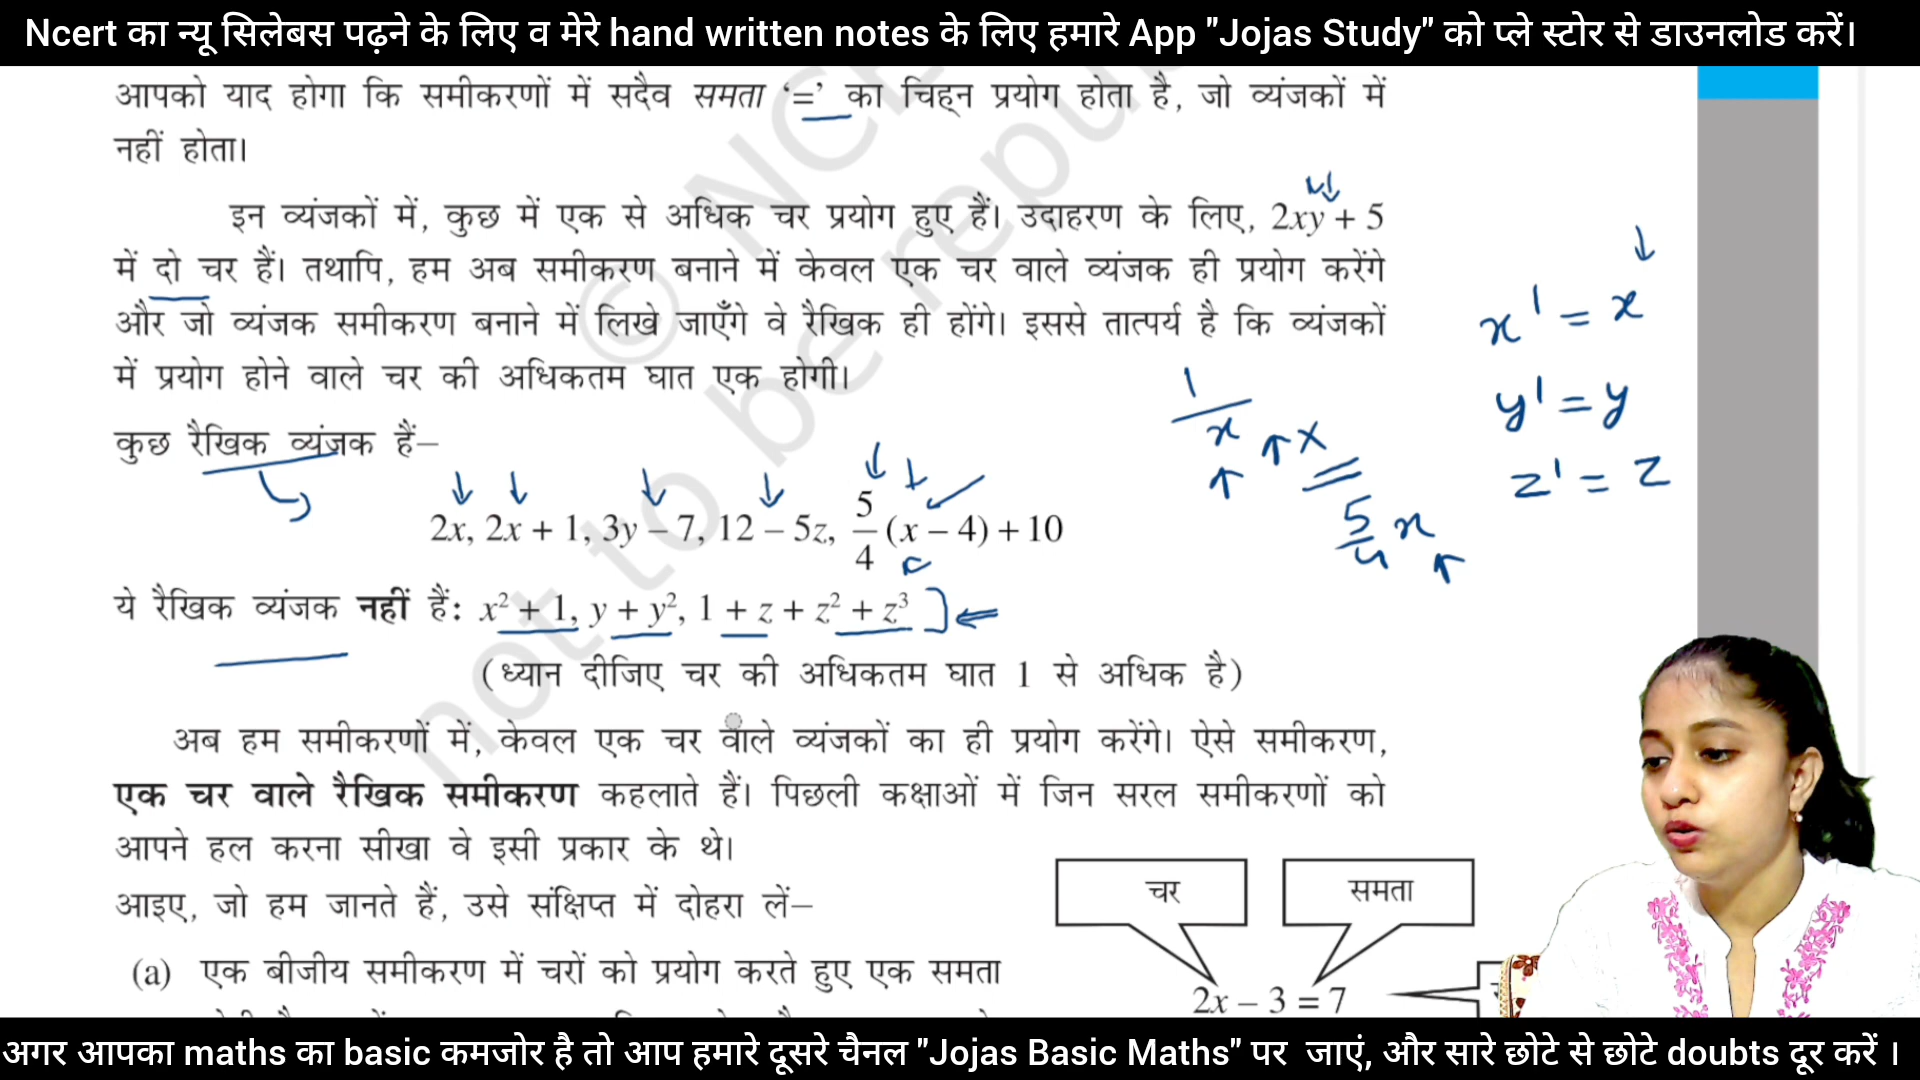 Ncert का न्यू सिलेबस पढ़ने के लिए व मेरे hand written notes के लिए हमारे App "Jojas Study" को प्ले स्टोर से डाउनलोड करें।
आपको याद होगा कि समीकरणों में सदैव समता ‘=’ का चिह्न प्रयोग होता है, जो व्यंजकों में
नहीं होता।
इन व्यंजकों में, कुछ में एक से अधिक चर प्रयोग हुए हैं। उदाहरण के लिए, 2xy + 5
में दो चर हैं। तथापि, हम अब समीकरण बनाने में केवल एक चर वाले व्यंजक ही प्रयोग करेंगे
और जो व्यंजक समीकरण बनाने में लिखे जाएँगे वे रैखिक ही होंगे। इससे तात्पर्य है कि व्यंजकों
में प्रयोग होने वाले चर की अधिकतम घात एक होगी।
x¹ = x
y¹ = y
z¹ = z
1/x ↑ x
5/4 x
कुछ रैखिक व्यंजक हैं–
2x, 2x + 1, 3y – 7, 12 – 5z, 5/4 (x – 4) + 10
ये रैखिक व्यंजक नहीं हैं: x² + 1, y + y², 1 + z + z² + z³
(ध्यान दीजिए चर की अधिकतम घात 1 से अधिक है)
अब हम समीकरणों में, केवल एक चर वाले व्यंजकों का ही प्रयोग करेंगे। ऐसे समीकरण,
एक चर वाले रैखिक समीकरण कहलाते हैं। पिछली कक्षाओं में जिन सरल समीकरणों को
आपने हल करना सीखा वे इसी प्रकार के थे।
आइए, जो हम जानते हैं, उसे संक्षिप्त में दोहरा लें–
चर
समता
(a) एक बीजीय समीकरण में चरों को प्रयोग करते हुए एक समता
2x – 3 = 7
अगर आपका maths का basic कमजोर है तो आप हमारे दूसरे चैनल "Jojas Basic Maths" पर जाएं, और सारे छोटे से छोटे doubts दूर करें ।
© NCE
not to be repu